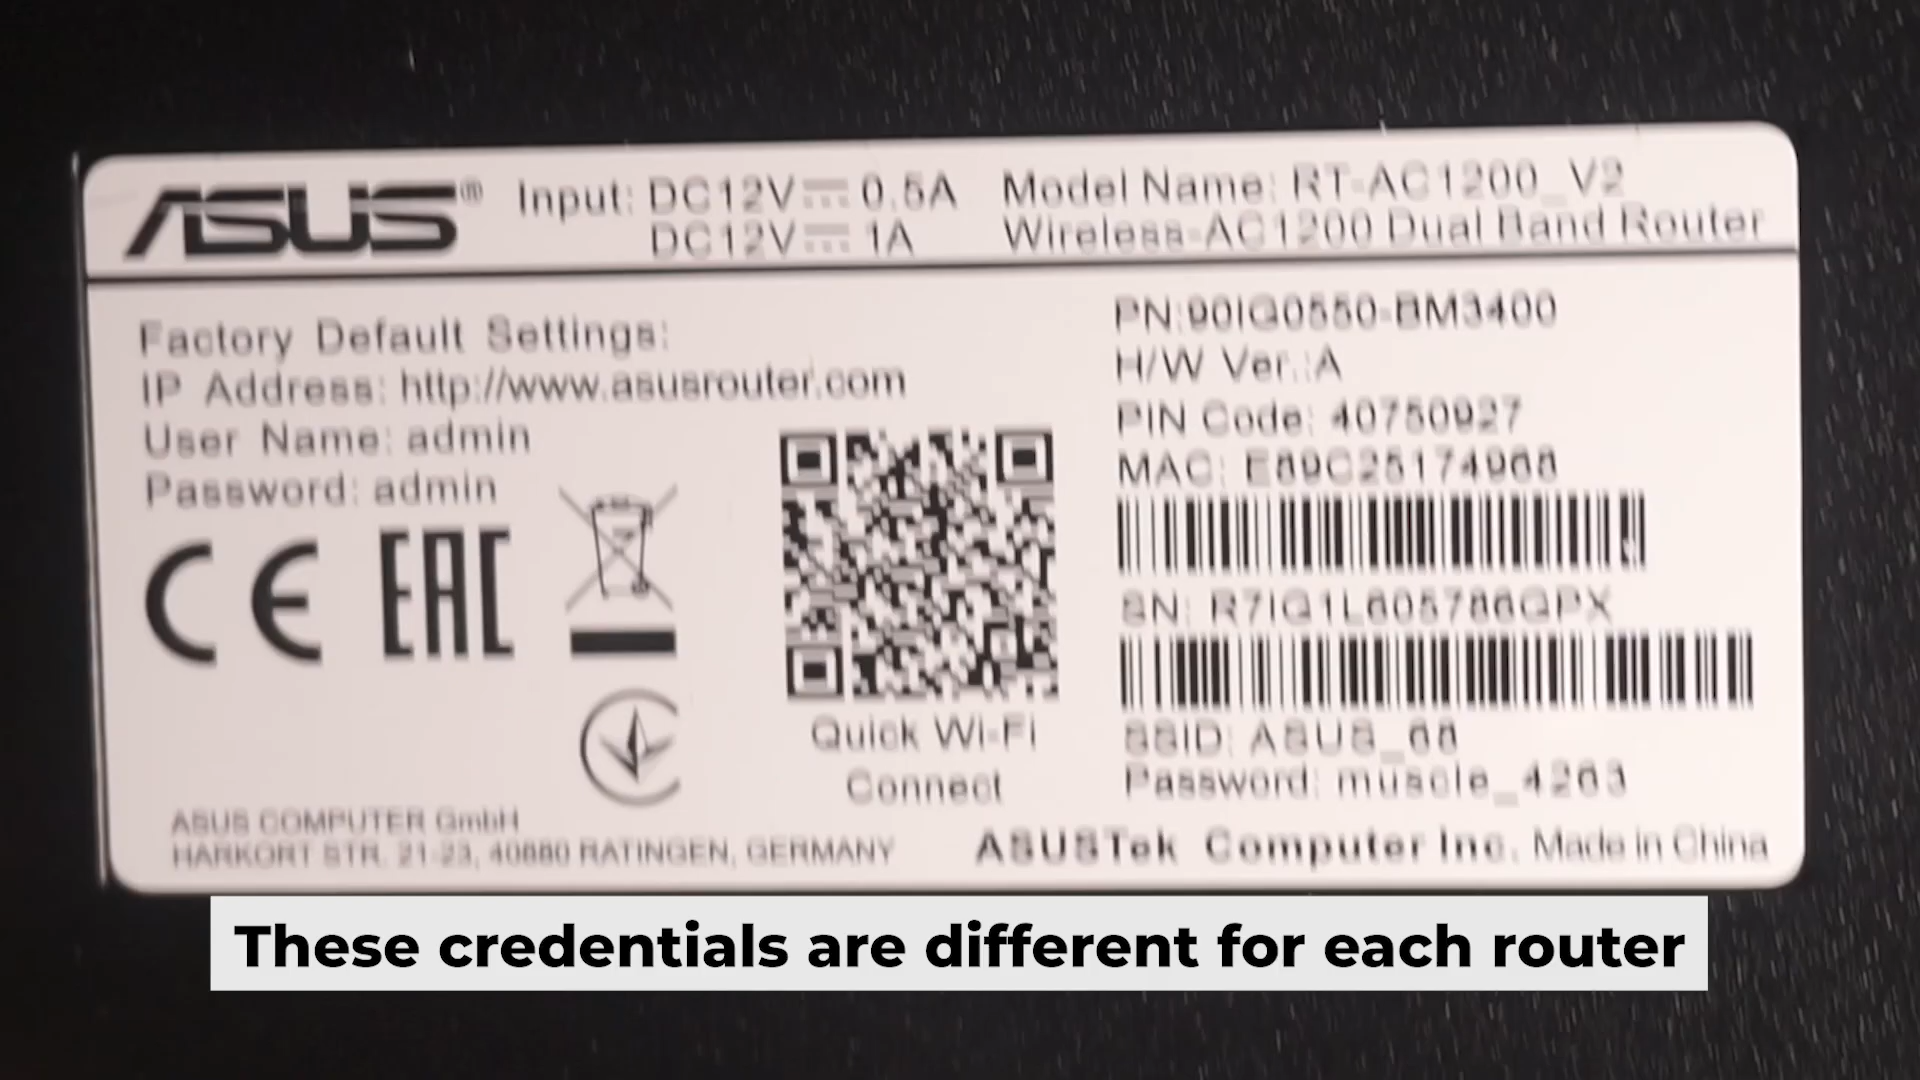 ASUS®
Input: DC12V⎓ 0.5A
DC12V⎓ 1A
Model Name: RT-AC1200_V2
Wireless-AC1200 Dual Band Router
Factory Default Settings:
IP Address: http://www.asusrouter.com
User Name: admin
Password: admin
CE EAC
Quick Wi-Fi
Connect
PN:90IG0550-BM3400
H/W Ver.:A
PIN Code: 40750927
MAC: E89C25174968
SN: R7IG1L605786GPX
SSID: ASUS_68
Password: muscle_4263
ASUS COMPUTER GmbH
HARKORT STR. 21-23, 40880 RATINGEN, GERMANY
ASUSTek Computer Inc. Made in China
These credentials are different for each router